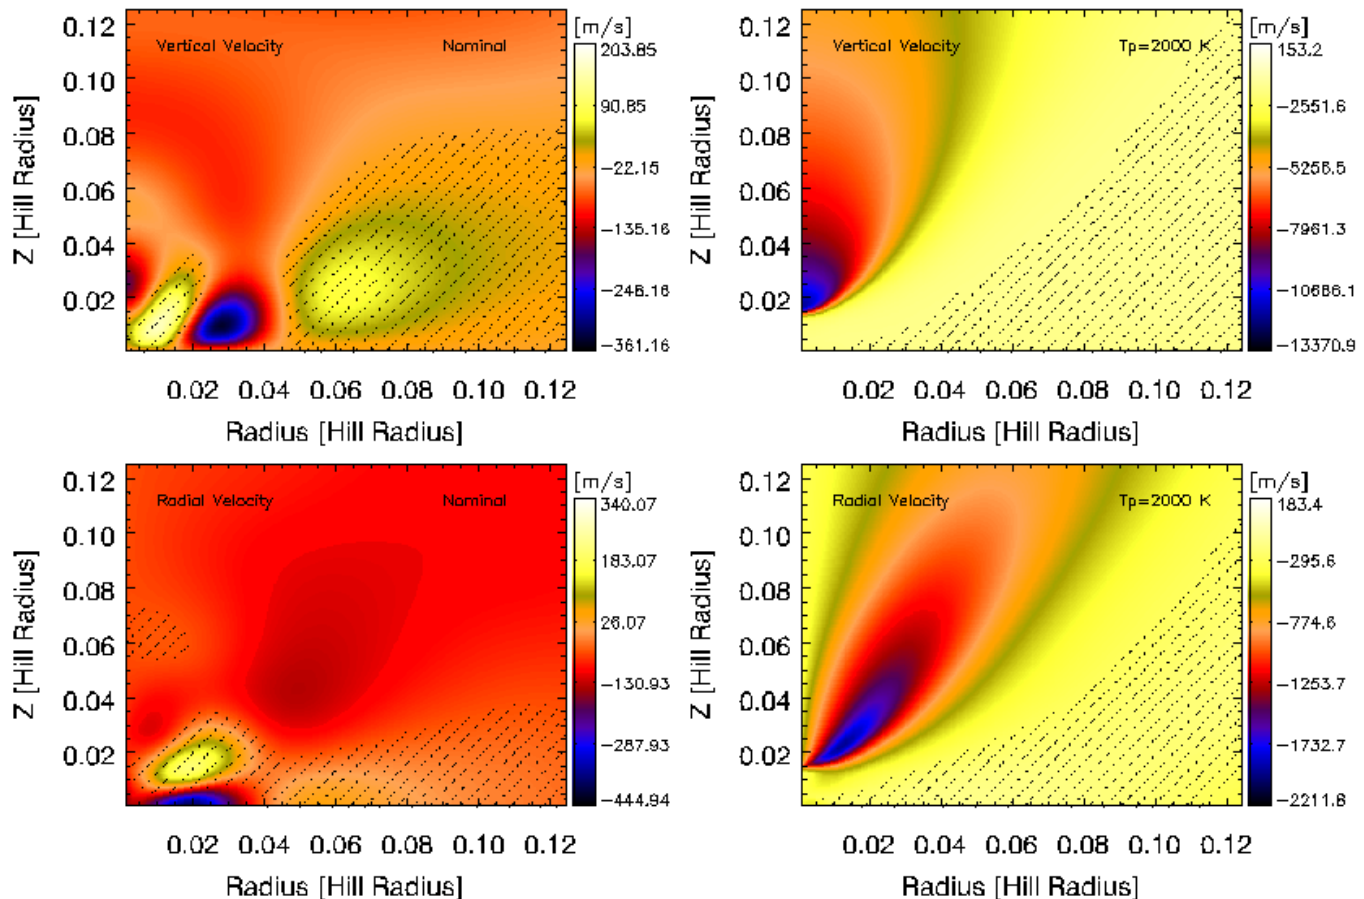 [m/s]
0.12
Vertical Velocity Nominal
203.85
0.10
90.85
0.08
-22.15
0.06
-135.16
0.04
-248.16
0.02
-361.16
Z [Hill Radius]
0.02 0.04 0.06 0.08 0.10 0.12
Radius [Hill Radius]
[m/s]
0.12
Vertical Velocity Tp=2000 K
153.2
0.10
-2551.6
0.08
-5256.5
0.06
-7961.3
0.04
-10666.1
0.02
-13370.9
Z [Hill Radius]
0.02 0.04 0.06 0.08 0.10 0.12
Radius [Hill Radius]
[m/s]
0.12
Radial Velocity Nominal
340.07
0.10
183.07
0.08
26.07
0.06
-130.93
0.04
-287.93
0.02
-444.94
Z [Hill Radius]
0.02 0.04 0.06 0.08 0.10 0.12
Radius [Hill Radius]
[m/s]
0.12
Radial Velocity Tp=2000 K
183.4
0.10
-295.6
0.08
-774.6
0.06
-1253.7
0.04
-1732.7
0.02
-2211.8
Z [Hill Radius]
0.02 0.04 0.06 0.08 0.10 0.12
Radius [Hill Radius]